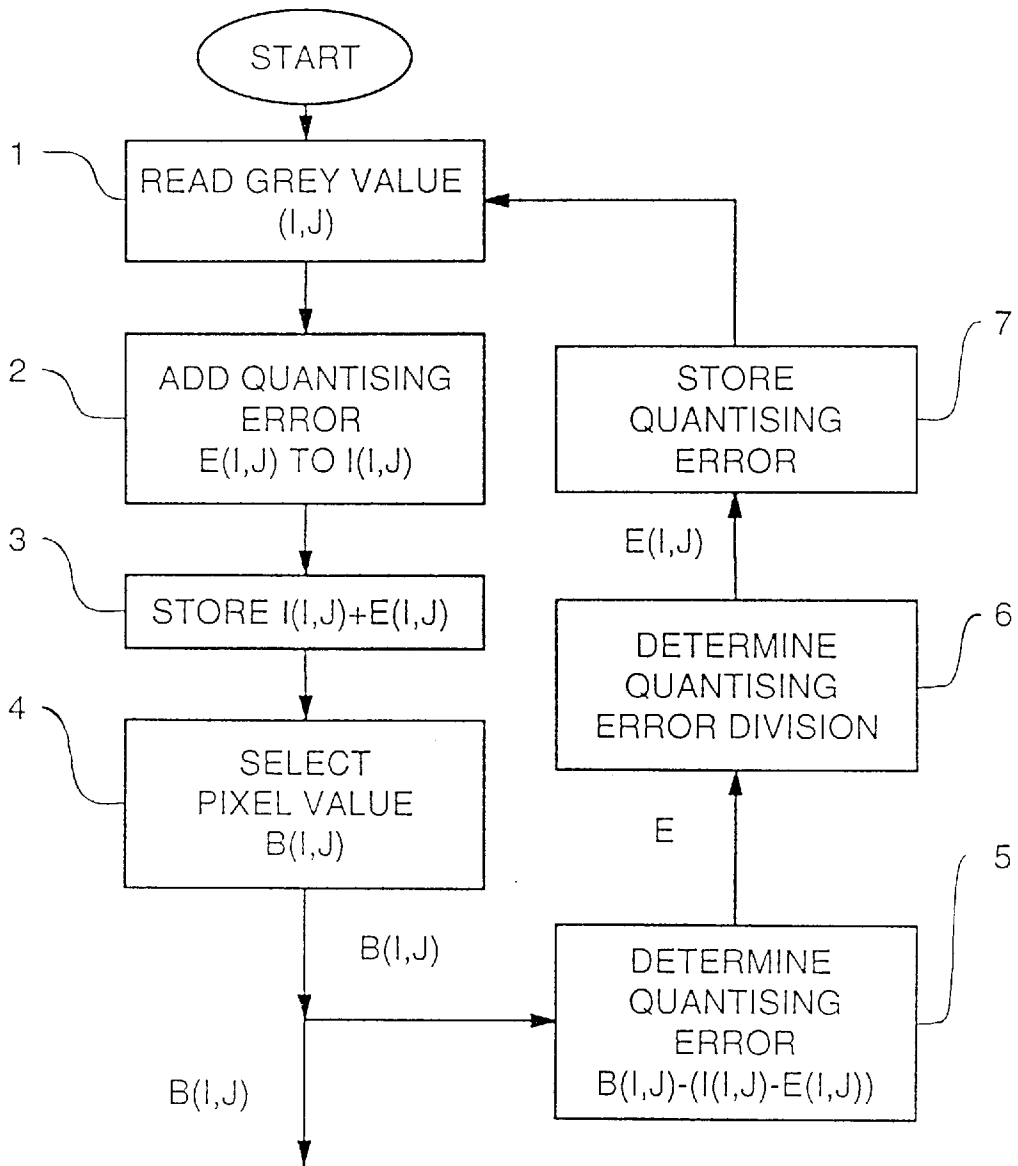 START
1
READ GREY VALUE
(I,J)
2
ADD QUANTISING
ERROR
E(I,J) TO I(I,J)
3
STORE I(I,J)+E(I,J)
4
SELECT
PIXEL VALUE
B(I,J)
B(I,J)
B(I,J)
5
DETERMINE
QUANTISING
ERROR
B(I,J)-(I(I,J)-E(I,J))
E
6
DETERMINE
QUANTISING
ERROR DIVISION
E(I,J)
7
STORE
QUANTISING
ERROR